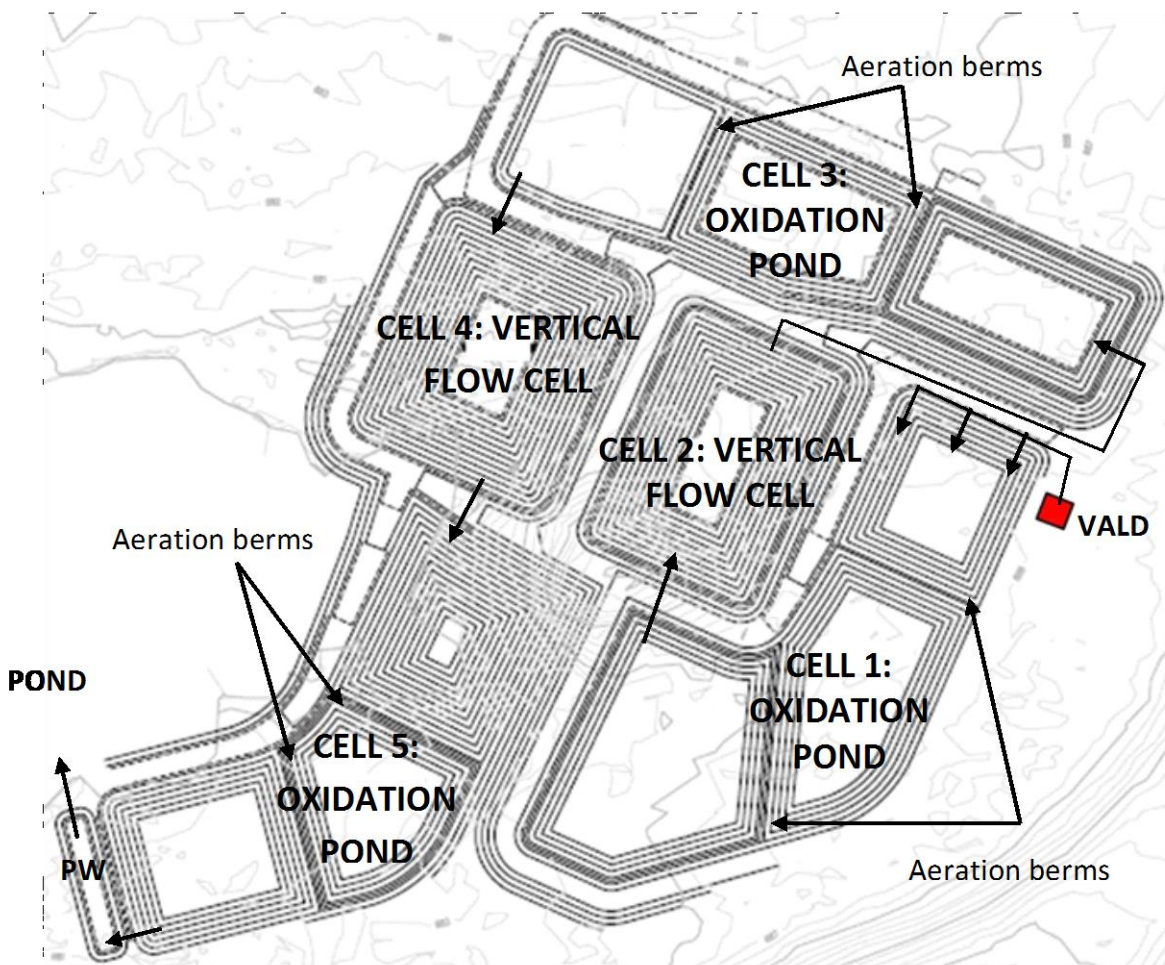 Aeration berms
CELL 3:
OXIDATION
POND
CELL 4: VERTICAL
FLOW CELL
CELL 2: VERTICAL
FLOW CELL
VALD
Aeration berms
POND
CELL 1:
OXIDATION
POND
CELL 5:
OXIDATION
POND
PW
Aeration berms